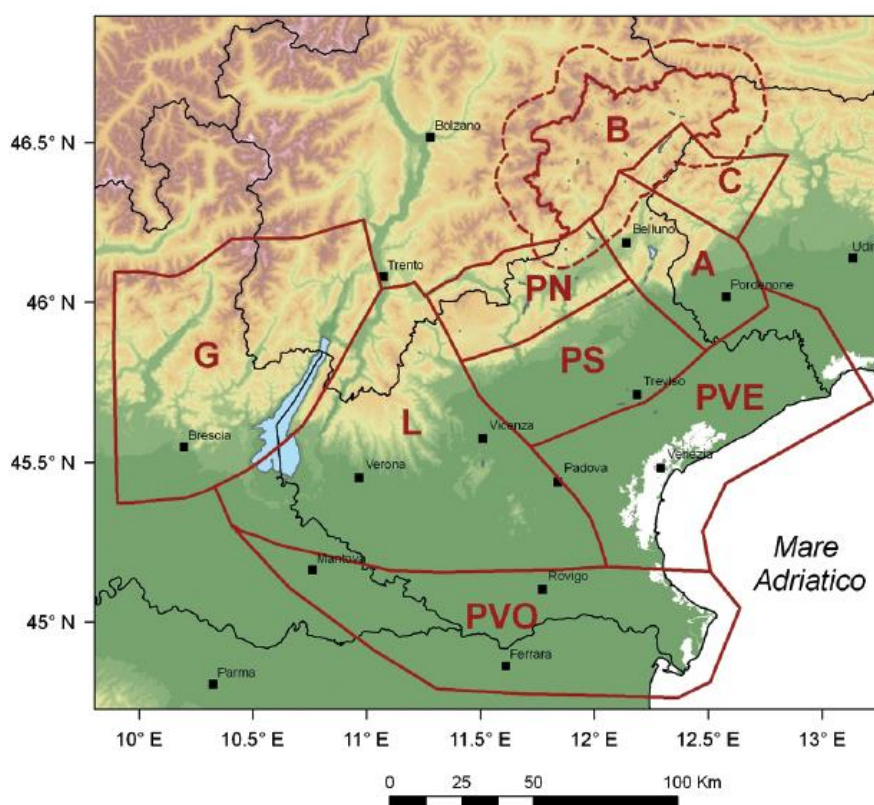 46.5° N
46° N
45.5° N
45° N
Bolzano
B
C
Belluno
Udin
A
Trento
PN
Pordenone
G
PS
Treviso
PVE
L
Brescia
Vicenza
Verona
Padova
Venezia
Mare
Adriatico
Mantova
Rovigo
PVO
Ferrara
Parma
10° E
10.5° E
11° E
11.5° E
12° E
12.5° E
13° E
0 25 50 100 Km